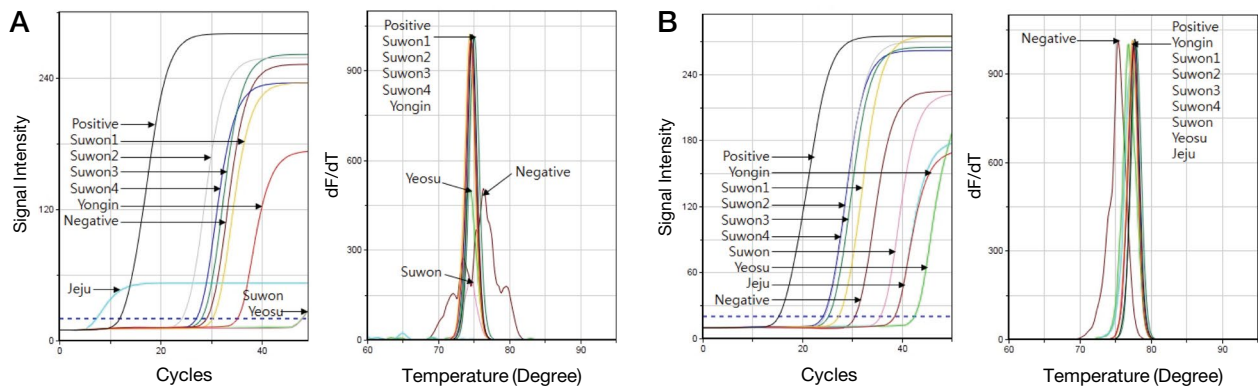 A
240
120
0
0
20
40
Signal Intensity
Cycles
Positive
Suwon1
Suwon2
Suwon3
Suwon4
Yongin
Negative
Jeju
Suwon
Yeosu
900
600
300
0
60
70
80
90
dF/dT
Temperature (Degree)
Positive
Suwon1
Suwon2
Suwon3
Suwon4
Yongin
Yeosu
Negative
Suwon
B
240
180
120
60
0
0
20
40
Signal Intensity
Cycles
Positive
Yongin
Suwon1
Suwon2
Suwon3
Suwon4
Suwon
Yeosu
Jeju
Negative
900
600
300
0
60
70
80
90
dF/dT
Temperature (Degree)
Negative
Positive
Yongin
Suwon1
Suwon2
Suwon3
Suwon4
Suwon
Yeosu
Jeju